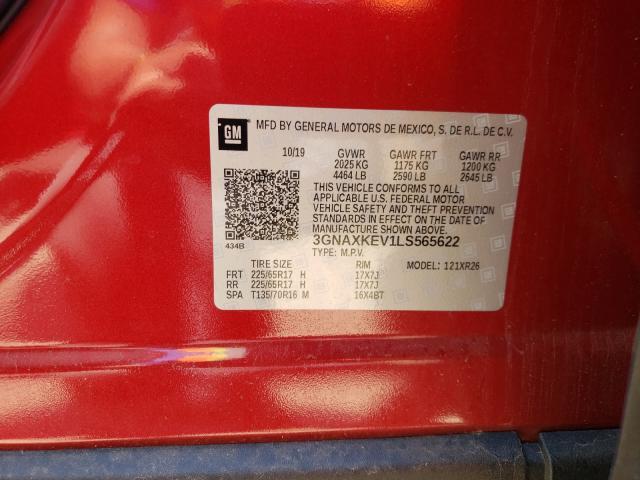 GM
MFD BY GENERAL MOTORS DE MEXICO, S. DE R.L. DE C.V.
10/19 GVWR GAWR FRT GAWR RR
2025 KG 1175 KG 1200 KG
4464 LB 2590 LB 2645 LB
THIS VEHICLE CONFORMS TO ALL
APPLICABLE U.S. FEDERAL MOTOR
VEHICLE SAFETY AND THEFT PREVENTION
STANDARDS IN EFFECT ON THE DATE OF
MANUFACTURE SHOWN ABOVE.
434B 3GNAXKEV1LS565622
TYPE: M.P.V.
TIRE SIZE RIM MODEL: 121XR26
FRT 225/65R17 H 17X7J
RR 225/65R17 H 17X7J
SPA T135/70R16 M 16X4BT